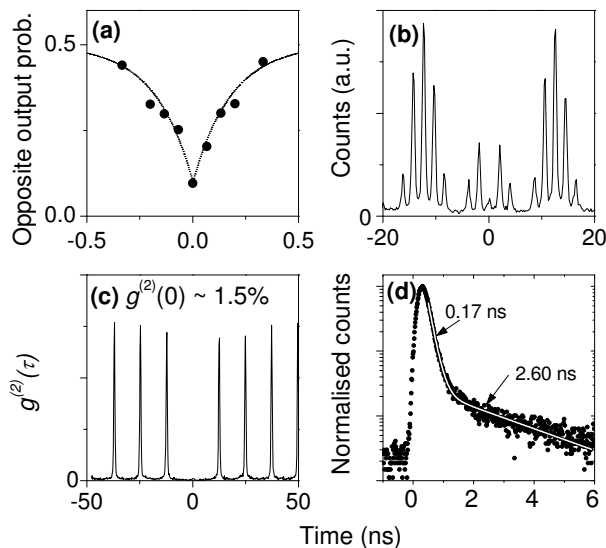 (a)
(b)
Opposite output prob.
0.5
0.0
-0.5
0.0
0.5
Counts (a.u.)
-20
0
20
(c) g⁽²⁾(0) ~ 1.5%
g⁽²⁾(τ)
0
-50
0
50
(d)
0.17 ns
2.60 ns
Normalised counts
0
2
4
6
Time (ns)